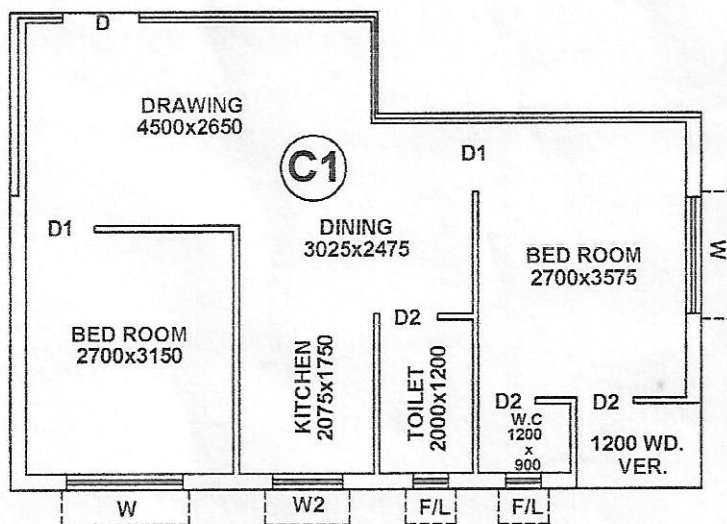 D
DRAWING
4500x2650
C1
D1
D1
DINING
3025x2475
BED ROOM
2700x3575
W
BED ROOM
2700x3150
D2
KITCHEN
2075x1750
TOILET
2000x1200
D2
W.C
1200
x
900
D2
1200 WD.
VER.
W
W2
F/L
F/L